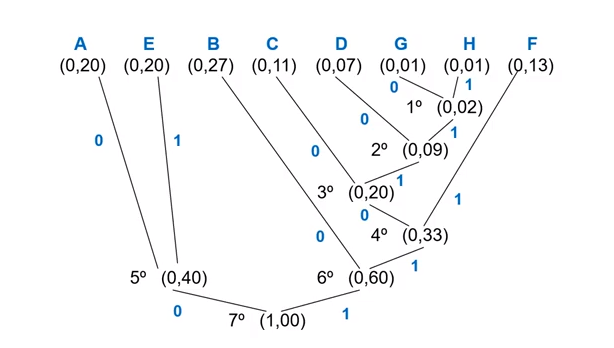 A E B C D G H F
(0,20) (0,20) (0,27) (0,11) (0,07) (0,01) (0,01) (0,13)
0 1
1º (0,02)
0 1
0 1 0 2º (0,09)
1
3º (0,20) 1
0
0 4º (0,33)
1
5º (0,40) 6º (0,60)
0 7º (1,00) 1